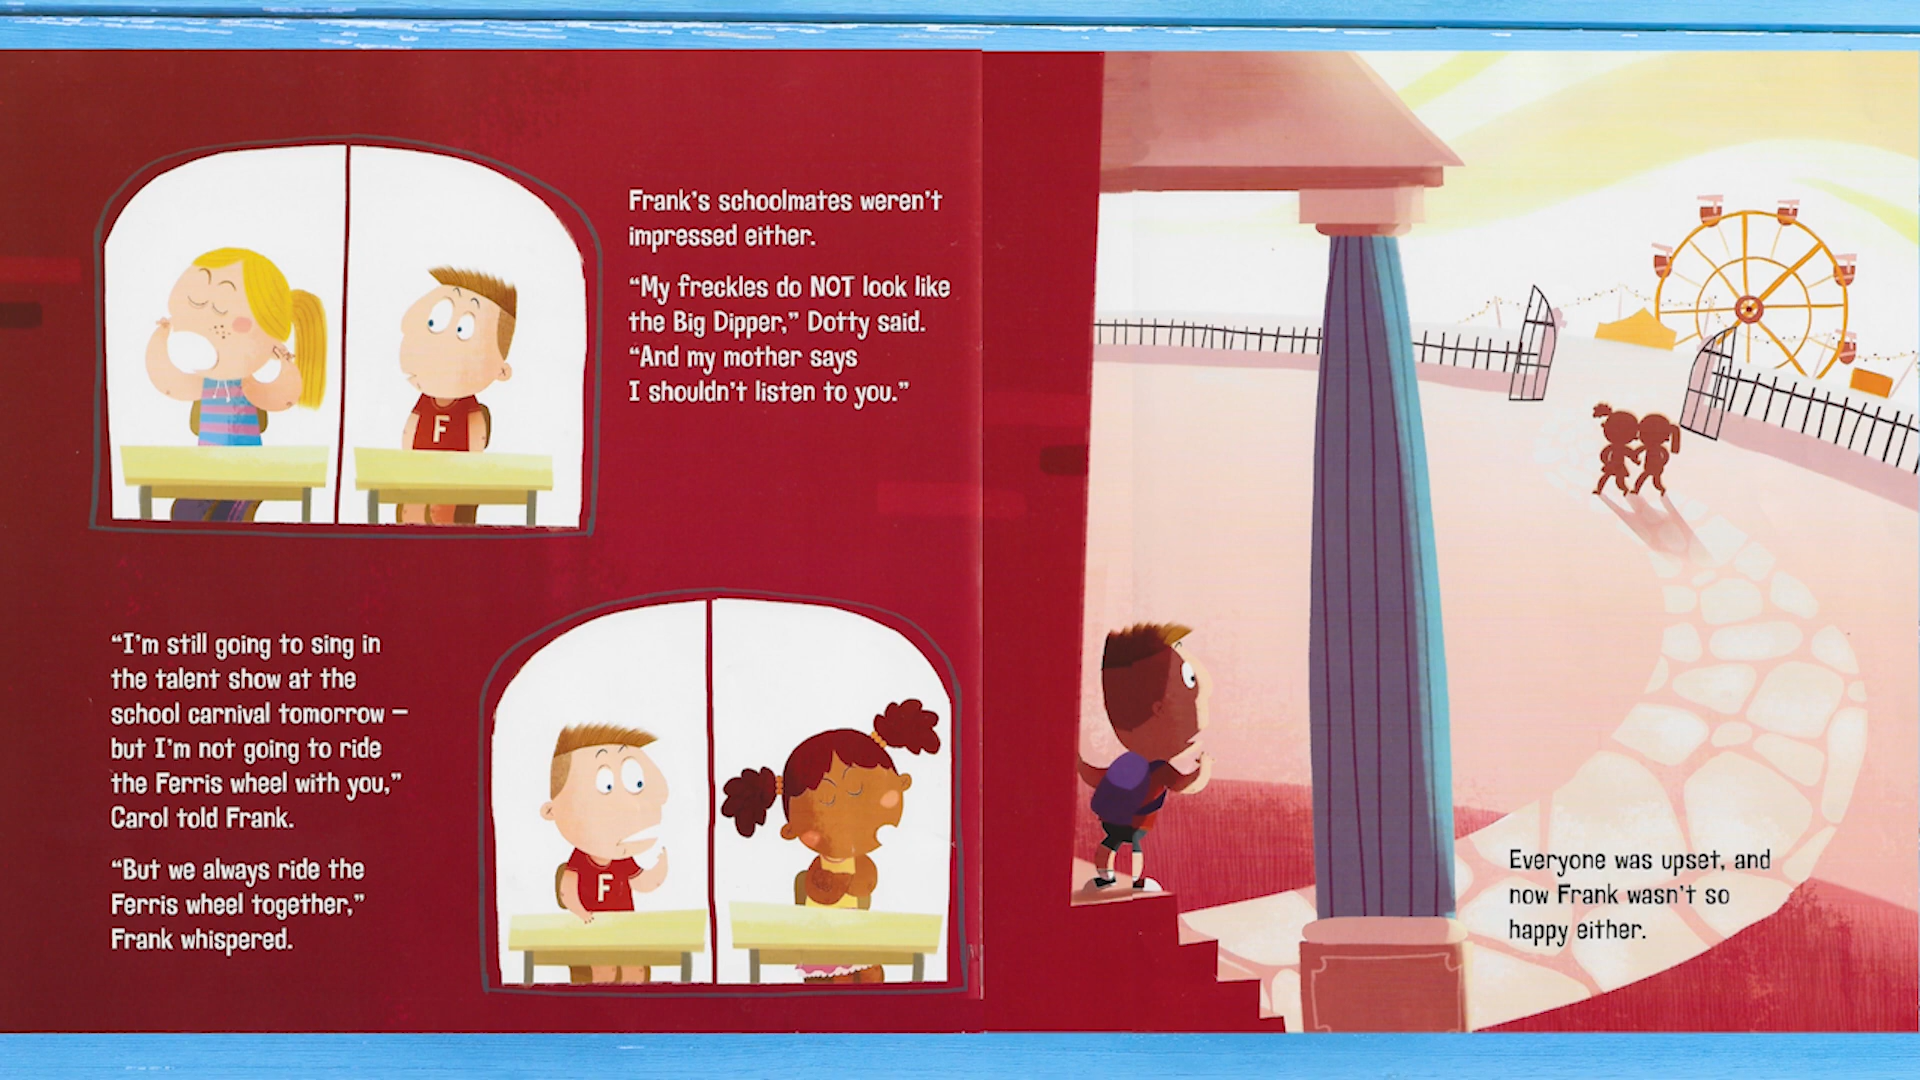 Frank's schoolmates weren't
impressed either.
“My freckles do NOT look like
the Big Dipper,” Dotty said.
“And my mother says
I shouldn't listen to you.”
F
“I'm still going to sing in
the talent show at the
school carnival tomorrow –
but I'm not going to ride
the Ferris wheel with you,”
Carol told Frank.
“But we always ride the
Ferris wheel together,”
Frank whispered.
F
Everyone was upset, and
now Frank wasn't so
happy either.